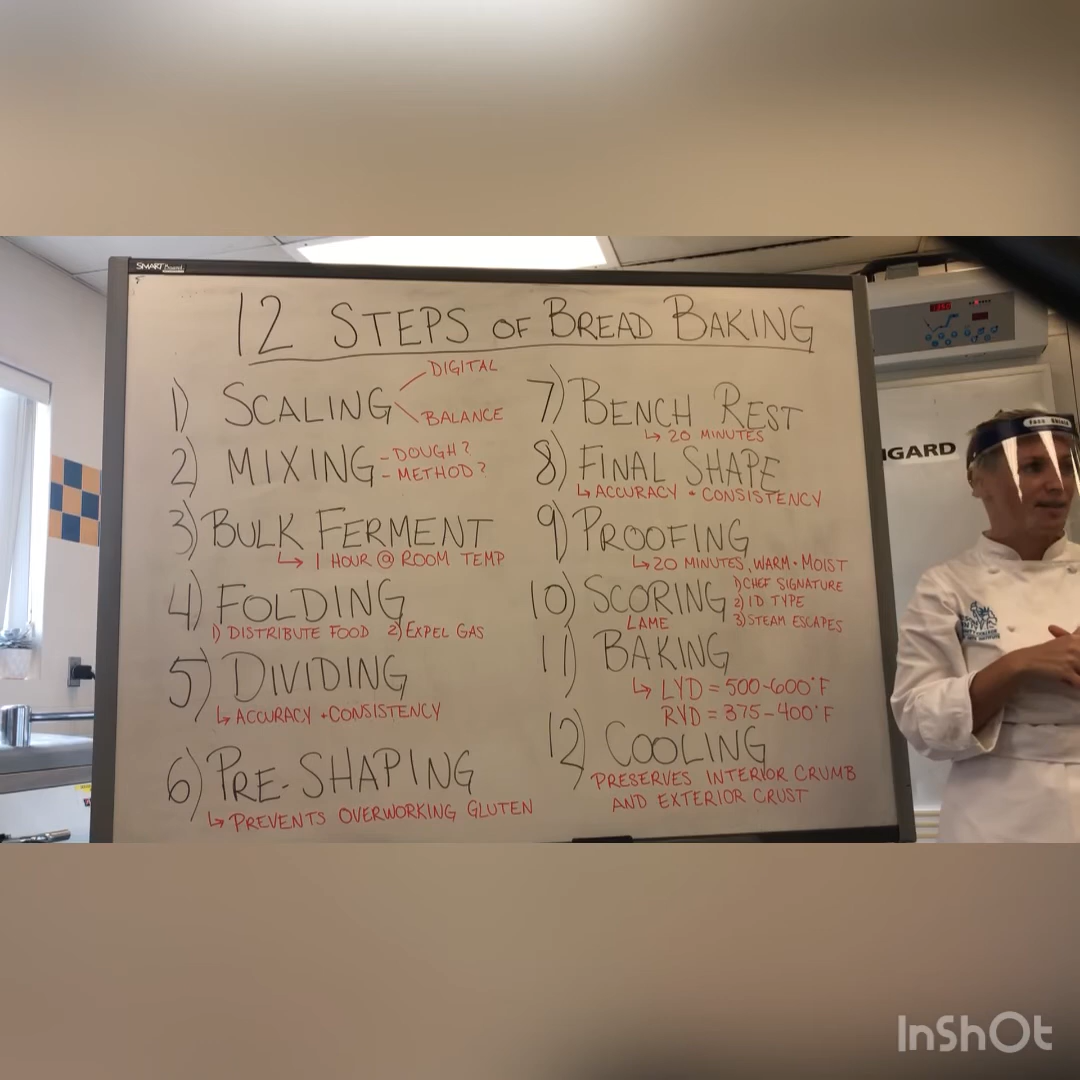 SMART Board
12 STEPS OF BREAD BAKING
1) SCALING
DIGITAL
BALANCE
2) MIXING
- DOUGH?
- METHOD?
3) BULK FERMENT
↳ 1 HOUR @ ROOM TEMP
4) FOLDING
1) DISTRIBUTE FOOD 2) EXPEL GAS
5) DIVIDING
↳ ACCURACY + CONSISTENCY
6) PRE-SHAPING
↳ PREVENTS OVERWORKING GLUTEN
7) BENCH REST
↳ 20 MINUTES
8) FINAL SHAPE
↳ ACCURACY + CONSISTENCY
9) PROOFING
↳ 20 MINUTES, WARM + MOIST
10) SCORING
LAME
1) CHEF SIGNATURE
2) ID TYPE
3) STEAM ESCAPES
11) BAKING
↳ LYD = 500-600°F
RYD = 375-400°F
12) COOLING
PRESERVES INTERIOR CRUMB
AND EXTERIOR CRUST
IGARD
Face Shield
InShOt